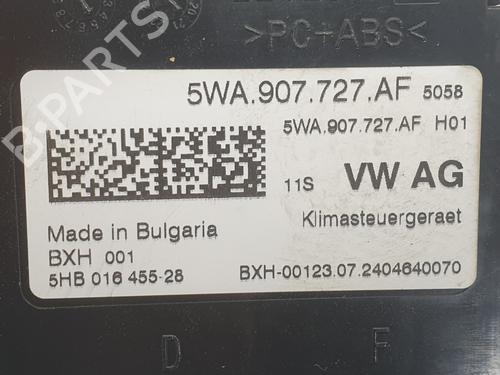 >PC+ABS<
5WA.907.727.AF 5058
5WA.907.727.AF H01
11S VW AG
Klimasteuergeraet
Made in Bulgaria
BXH 001
5HB 016 455-28
BXH-00123.07.2404640070
D F
B-PARTS